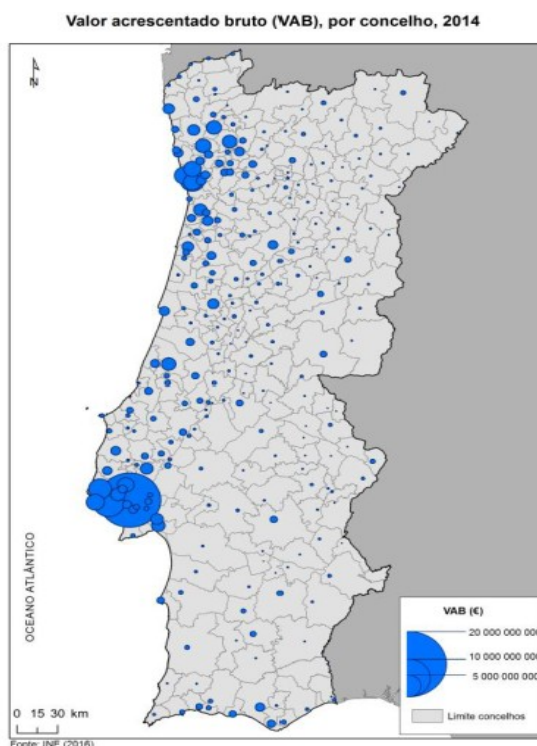 Valor acrescentado bruto (VAB), por concelho, 2014
N
OCEANO ATLÂNTICO
VAB (€)
20 000 000 000
10 000 000 000
5 000 000 000
Limite concelhos
0 15 30 km
Fonte: INE (2016)